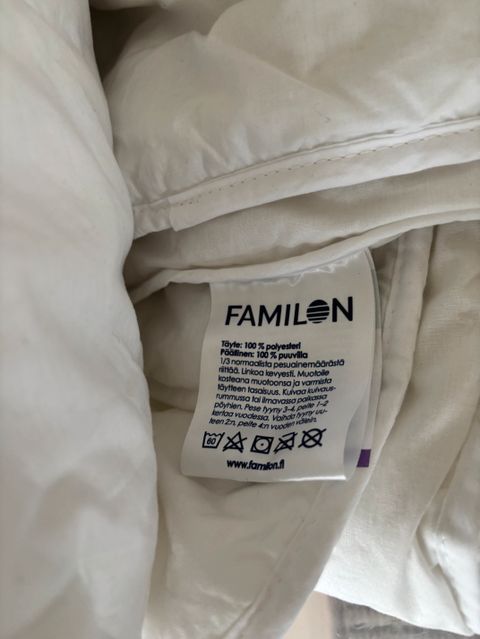 FAMILON
Täyte: 100 % polyesteri
Päällinen: 100 % puuvilla
1/3 normaalista pesuainemäärästä
riittää. Linkoa kevyesti. Muotoile
kosteana muotoonsa ja varmista
täytteen tasaisuus. Kuivaa kuivaus-
rummussa tai ilmavassa paikassa
pöyhien. Pese tyyny 3-4, peite 1-2
kertaa vuodessa. Vaihda tyyny uu-
teen 2:n, peite 4:n vuoden välein.
60
www.familon.fi